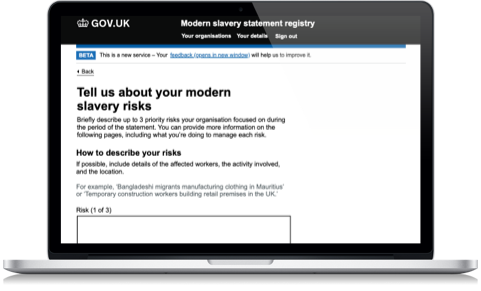 GOV.UK
Modern slavery statement registry
Your organisations Your details Sign out
BETA This is a new service – Your feedback (opens in new window) will help us to improve it.
Back
Tell us about your modern
slavery risks
Briefly describe up to 3 priority risks your organisation focused on during
the period of the statement. You can provide more information on the
following pages, including what you're doing to manage each risk.
How to describe your risks
If possible, include details of the affected workers, the activity involved,
and the location.
For example, 'Bangladeshi migrants manufacturing clothing in Mauritius'
or 'Temporary construction workers building retail premises in the UK.'
Risk (1 of 3)